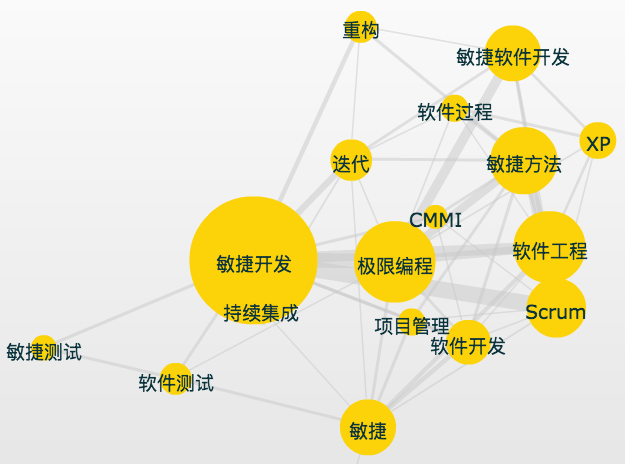 重构
敏捷软件开发
软件过程
XP
迭代
敏捷方法
CMMI
软件工程
敏捷开发
极限编程
持续集成
Scrum
项目管理
软件开发
敏捷测试
软件测试
敏捷